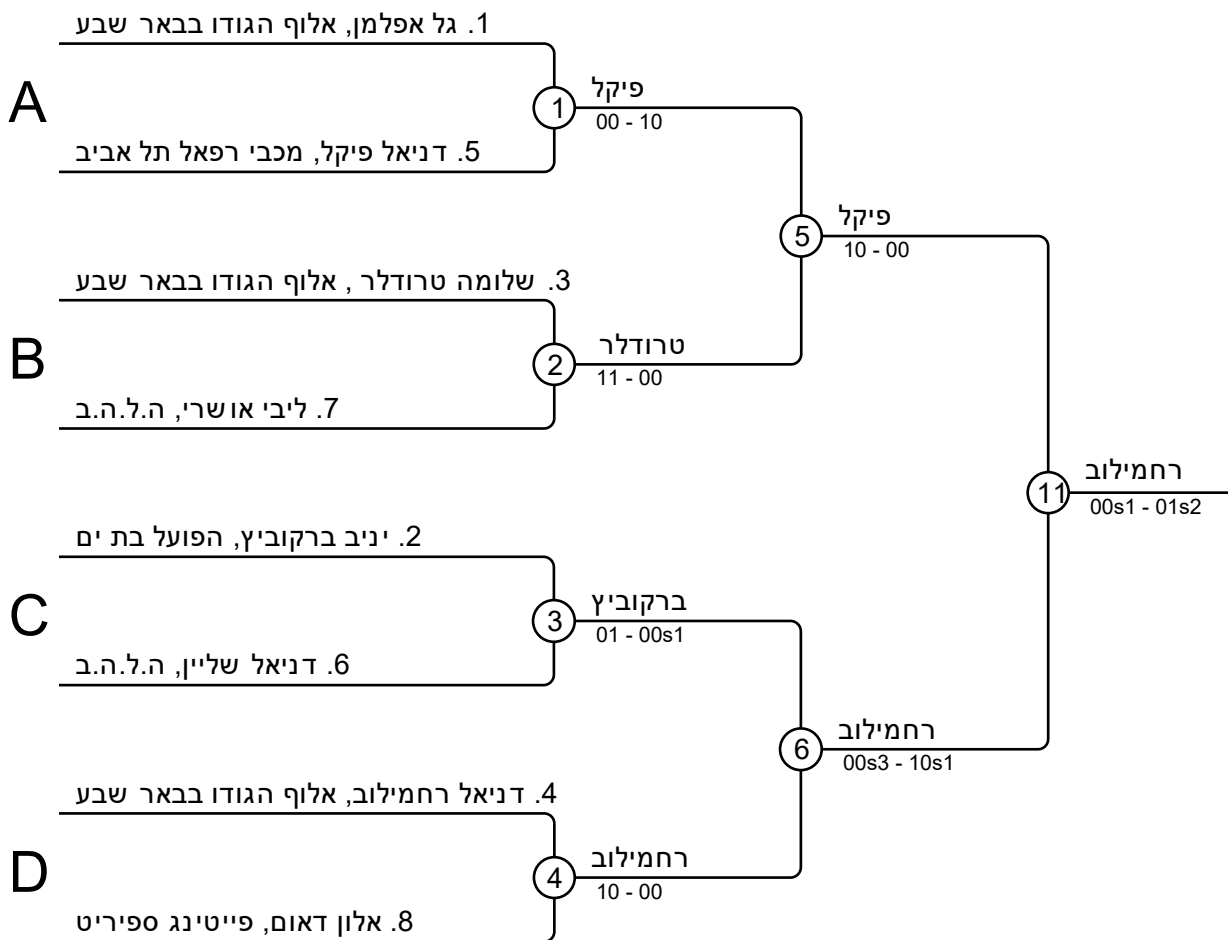 1. גל אפלמן, אלוף הגודו בבאר שבע
A
1
פיקל
00 - 10
5. דניאל פיקל, מכבי רפאל תל אביב
5
פיקל
10 - 00
3. שלומה טרודלר , אלוף הגודו בבאר שבע
B
2
טרודלר
11 - 00
7. ליבי אושרי, ה.ל.ה.ב
11
רחמילוב
00s1 - 01s2
2. יניב ברקוביץ, הפועל בת ים
C
3
ברקוביץ
01 - 00s1
6. דניאל שליין, ה.ל.ה.ב
6
רחמילוב
00s3 - 10s1
4. דניאל רחמילוב, אלוף הגודו בבאר שבע
D
4
רחמילוב
10 - 00
8. אלון דאום, פייטינג ספיריט